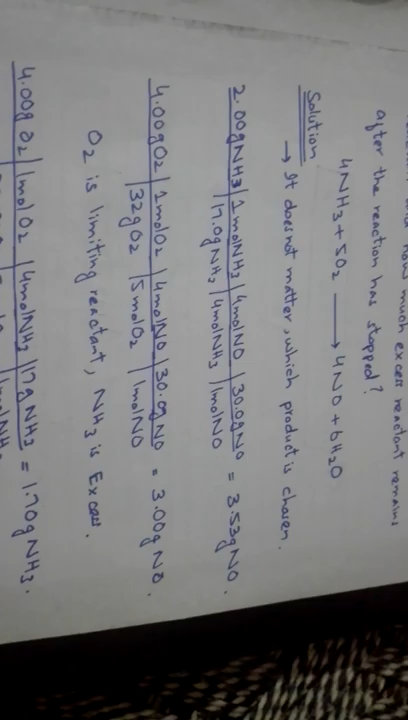 much excess reactant remains
after the reaction has stopped?
4NH3 + 5O2 ⟶ 4NO + 6H2O
Solution
→ It does not matter, which product is chosen.
2.00g NH3 | 1 mol NH3 | 4 mol NO | 30.0g NO = 3.53g NO.
17.0g NH3 | 4 mol NH3 | 1 mol NO
4.00g O2 | 1 mol O2 | 4 mol NO | 30.0g NO = 3.00g NO.
32g O2 | 5 mol O2 | 1 mol NO
O2 is limiting reactant, NH3 is Excess.
4.00g O2 | 1 mol O2 | 4 mol NH3 | 17g NH3 = 1.70g NH3.